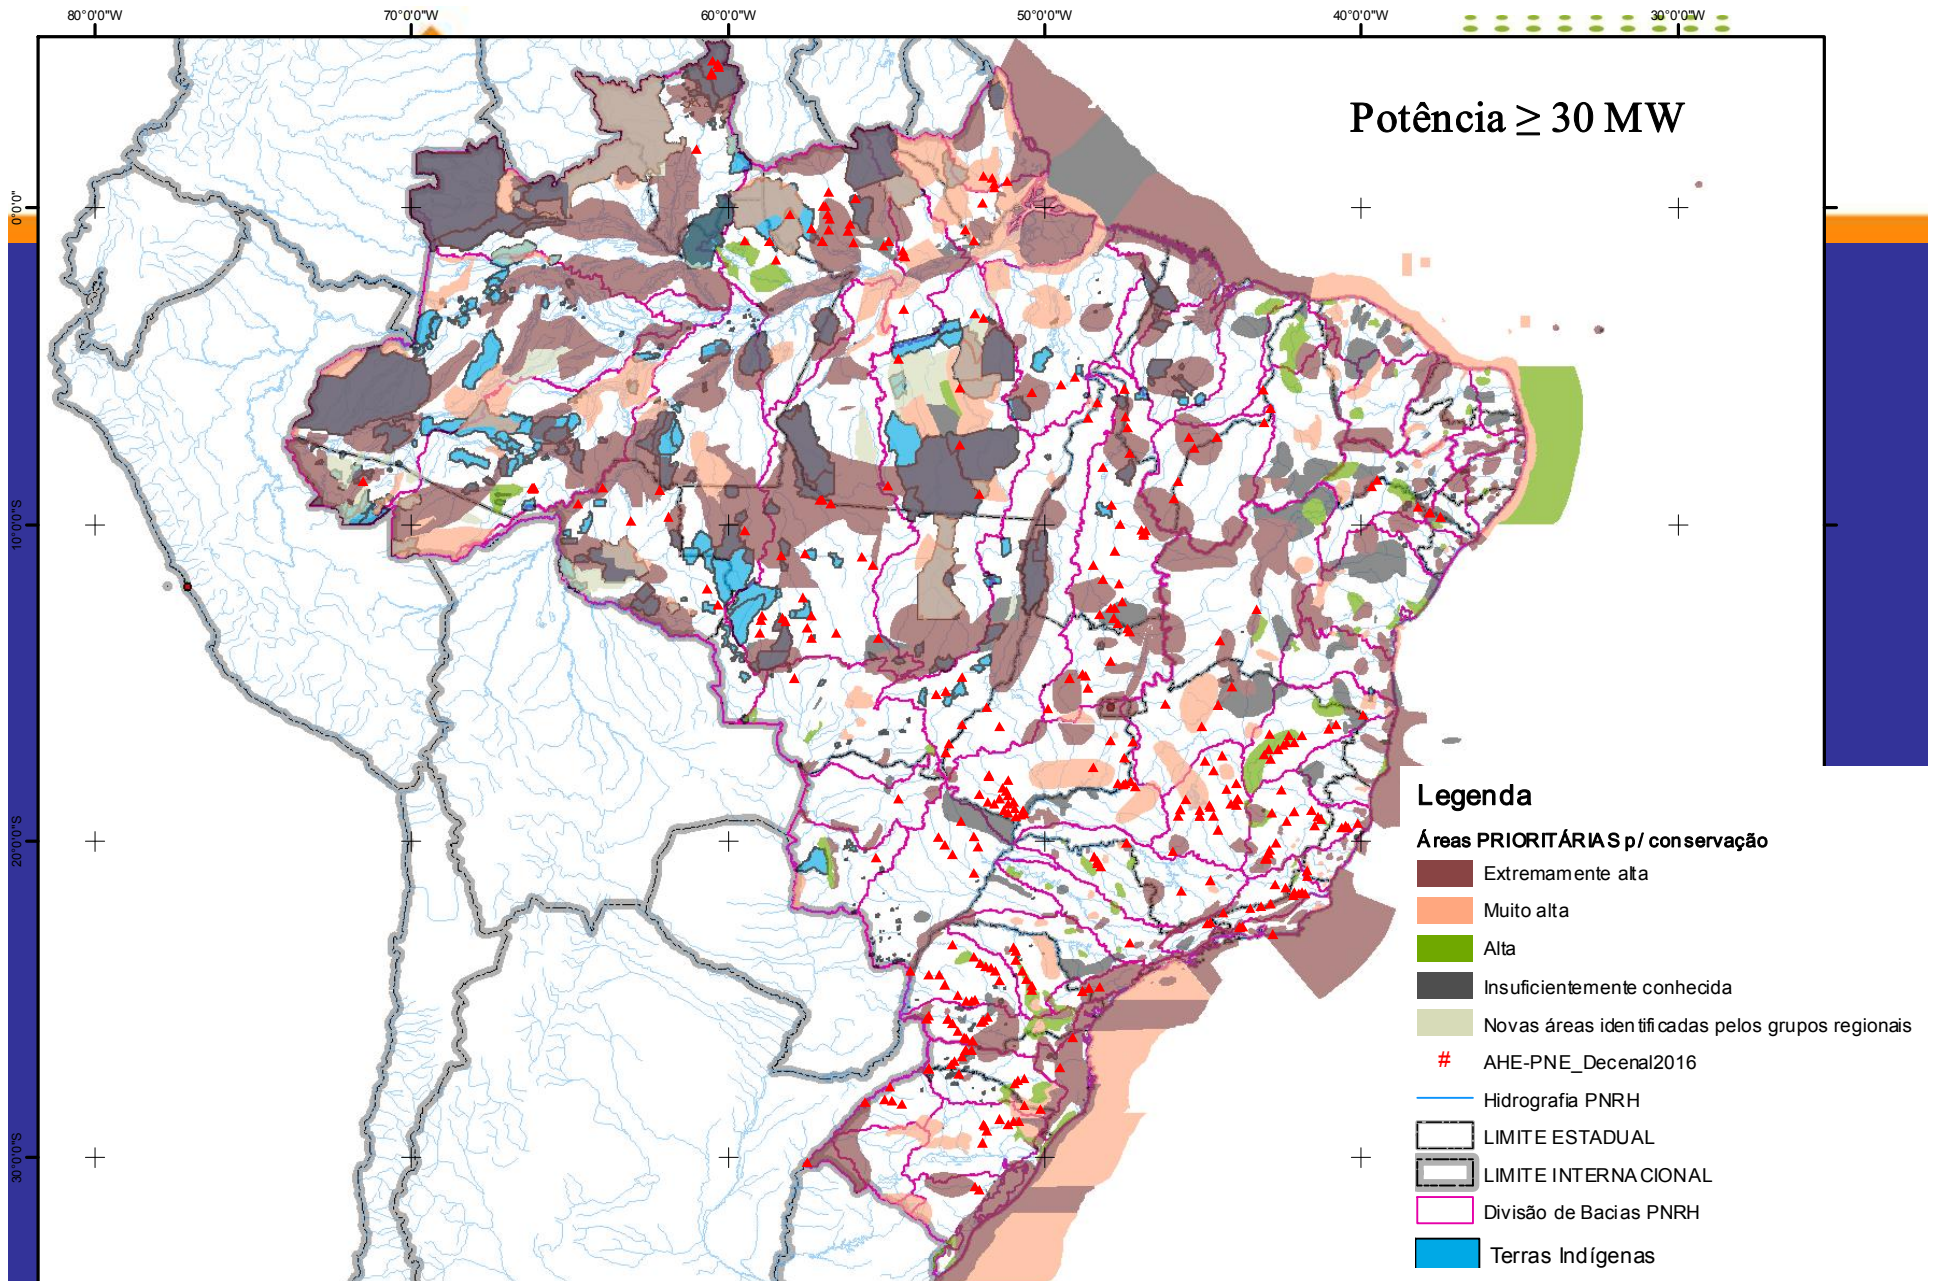 80°0'0"W
70°0'0"W
60°0'0"W
50°0'0"W
40°0'0"W
30°0'0"W
Potência ≥ 30 MW
0°0'0"
10°0'0"S
20°0'0"S
30°0'0"S
Legenda
Áreas PRIORITÁRIAS p/ conservação
Extremamente alta
Muito alta
Alta
Insuficientemente conhecida
Novas áreas identificadas pelos grupos regionais
# AHE-PNE_Decenal2016
Hidrografia PNRH
LIMITE ESTADUAL
LIMITE INTERNACIONAL
Divisão de Bacias PNRH
Terras Indígenas